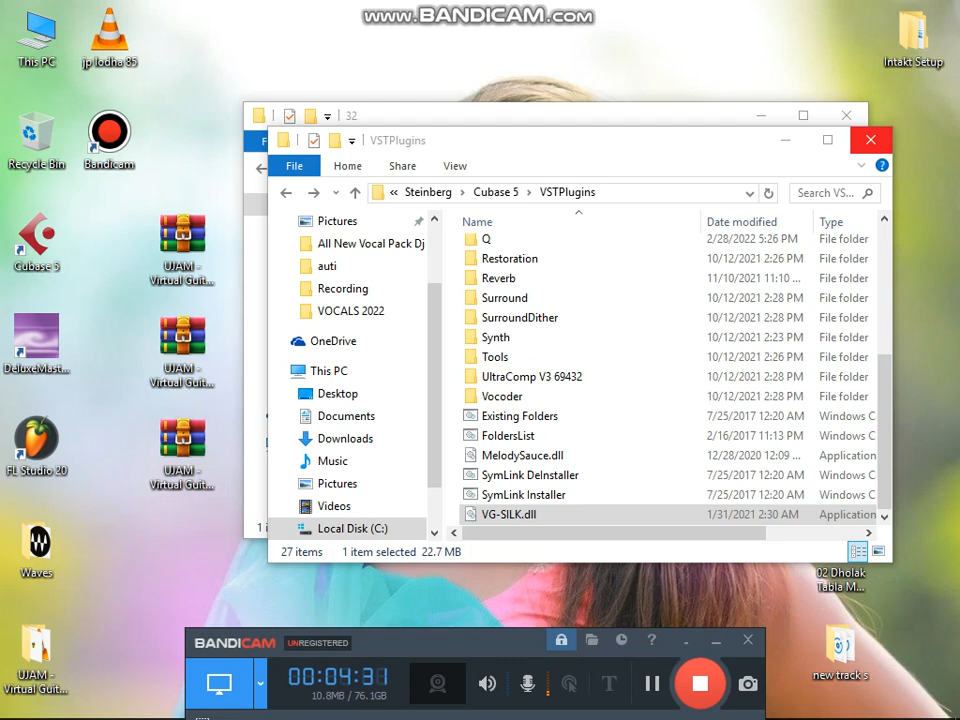 www.BANDICAM.com
This PC
jp lodha 85
Intakt Setup
Recycle Bin
Bandicam
Cubase 5
UJAM -
Virtual Guit...
DeluxeMast...
UJAM -
Virtual Guit...
FL Studio 20
UJAM -
Virtual Guit...
Waves
UJAM -
Virtual Guit...
02 Dholak
Tabla M...
new track s
32
VSTPlugins
File
Home
Share
View
« Steinberg > Cubase 5 > VSTPlugins
Search VS...
Pictures
All New Vocal Pack Dj
auti
Recording
VOCALS 2022
OneDrive
This PC
Desktop
Documents
Downloads
Music
Pictures
Videos
Local Disk (C:)
Name Date modified Type
Q 2/28/2022 5:26 PM File folder
Restoration 10/12/2021 2:26 PM File folder
Reverb 11/10/2021 11:10 ... File folder
Surround 10/12/2021 2:28 PM File folder
SurroundDither 10/12/2021 2:28 PM File folder
Synth 10/12/2021 2:23 PM File folder
Tools 10/12/2021 2:26 PM File folder
UltraComp V3 69432 10/12/2021 2:28 PM File folder
Vocoder 10/12/2021 2:28 PM File folder
Existing Folders 7/25/2017 12:20 AM Windows C
FoldersList 2/16/2017 11:13 PM Windows C
MelodySauce.dll 12/28/2020 12:09 ... Application
SymLink DeInstaller 7/25/2017 12:20 AM Windows C
SymLink Installer 7/25/2017 12:20 AM Windows C
VG-SILK.dll 1/31/2021 2:30 AM Application
27 items 1 item selected 22.7 MB
BANDICAM UNREGISTERED
00:04:31
10.8MB / 76.1GB